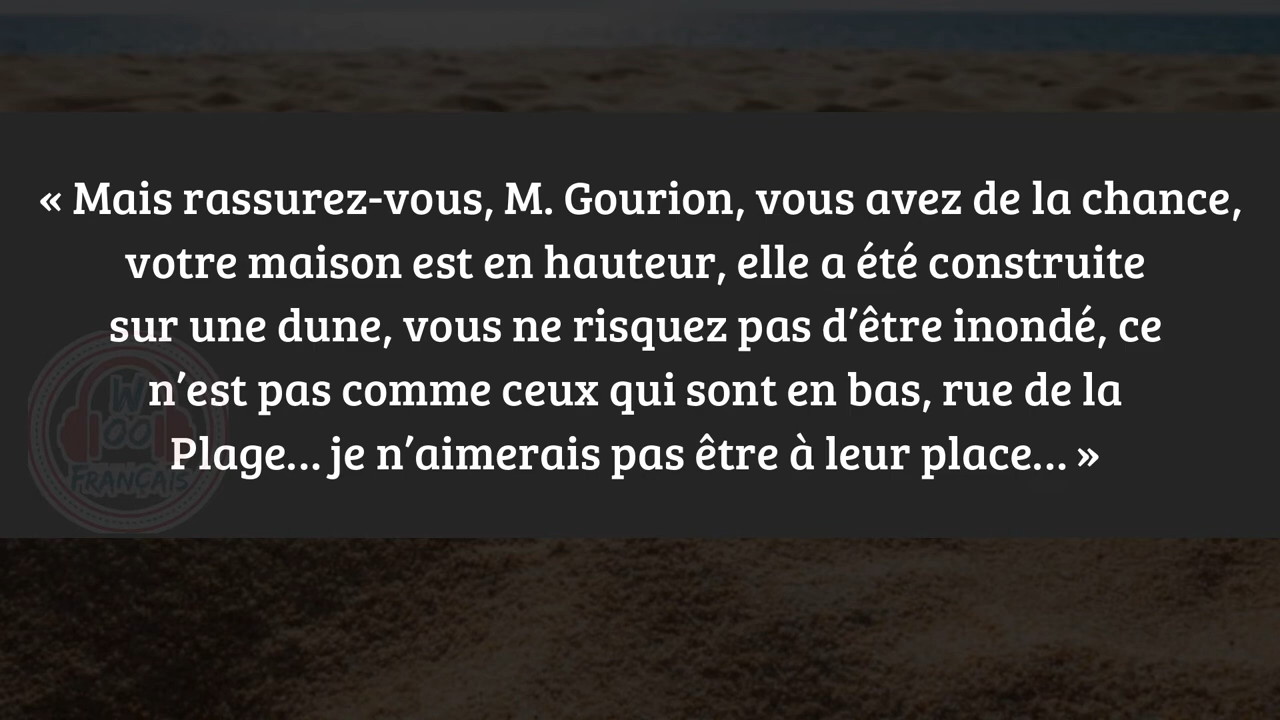 « Mais rassurez-vous, M. Gourion, vous avez de la chance,
votre maison est en hauteur, elle a été construite
sur une dune, vous ne risquez pas d’être inondé, ce
n’est pas comme ceux qui sont en bas, rue de la
Plage… je n’aimerais pas être à leur place… »
W
100
FRANÇAIS